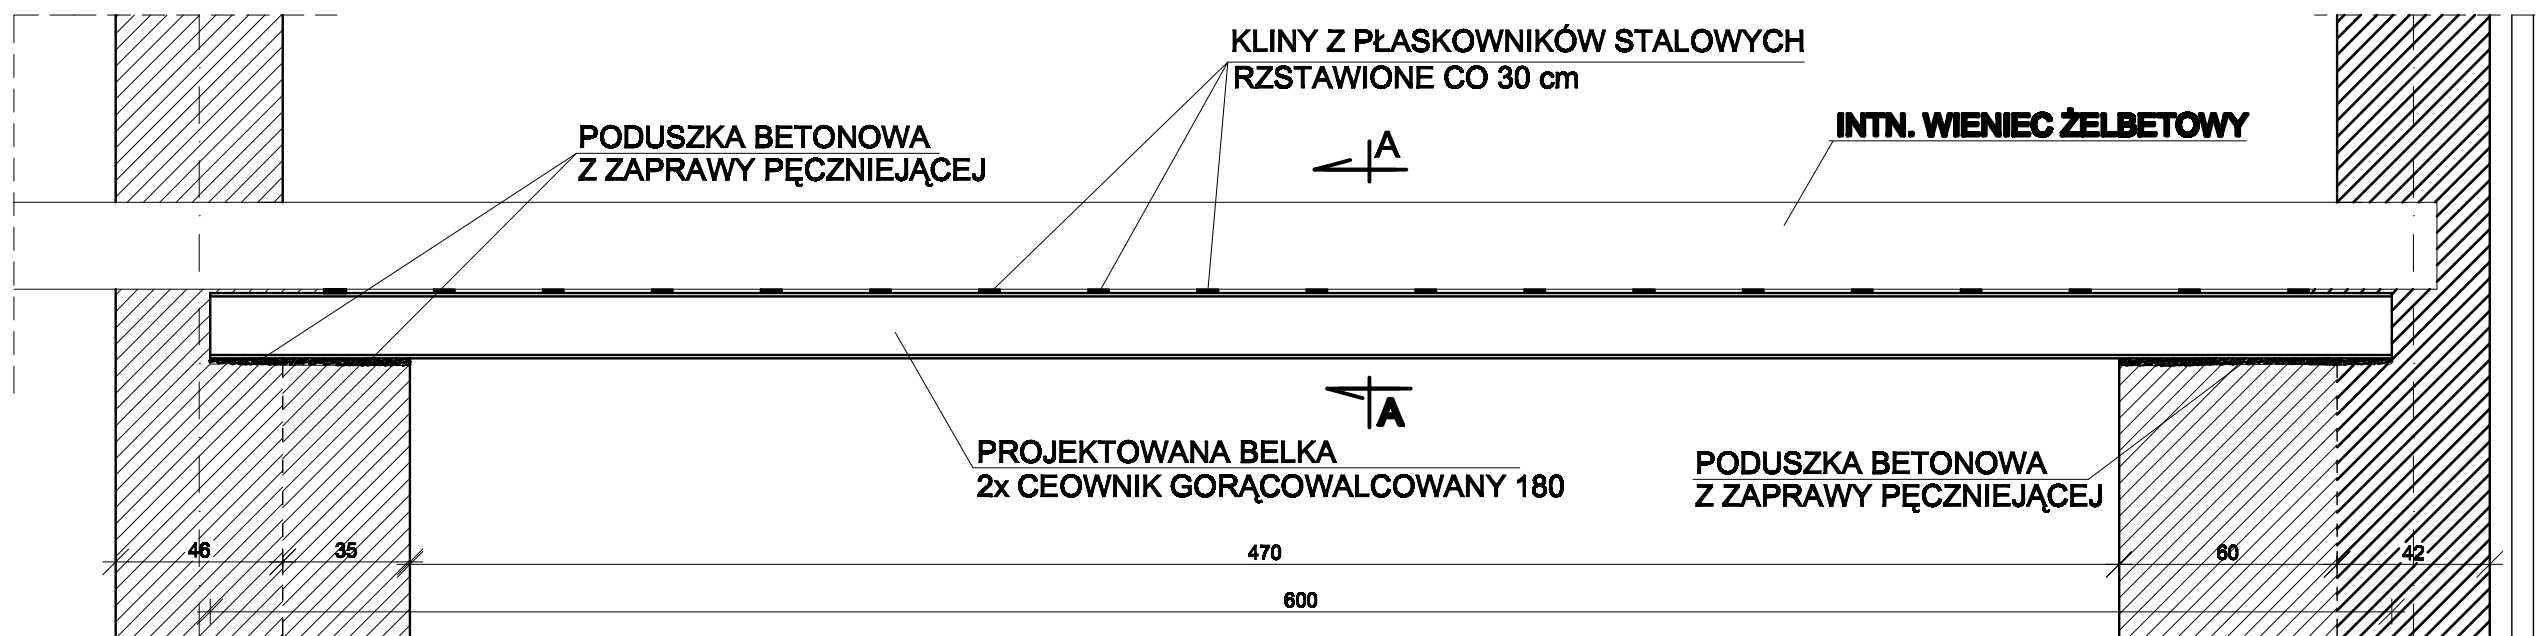 KLINY Z PŁASKOWNIKÓW STALOWYCH
RZSTAWIONE CO 30 cm
INTN. WIENIEC ŻELBETOWY
PODUSZKA BETONOWA
Z ZAPRAWY PĘCZNIEJĄCEJ
A
A
PROJEKTOWANA BELKA
2x CEOWNIK GORĄCOWALCOWANY 180
PODUSZKA BETONOWA
Z ZAPRAWY PĘCZNIEJĄCEJ
46 35 470 60 42
600